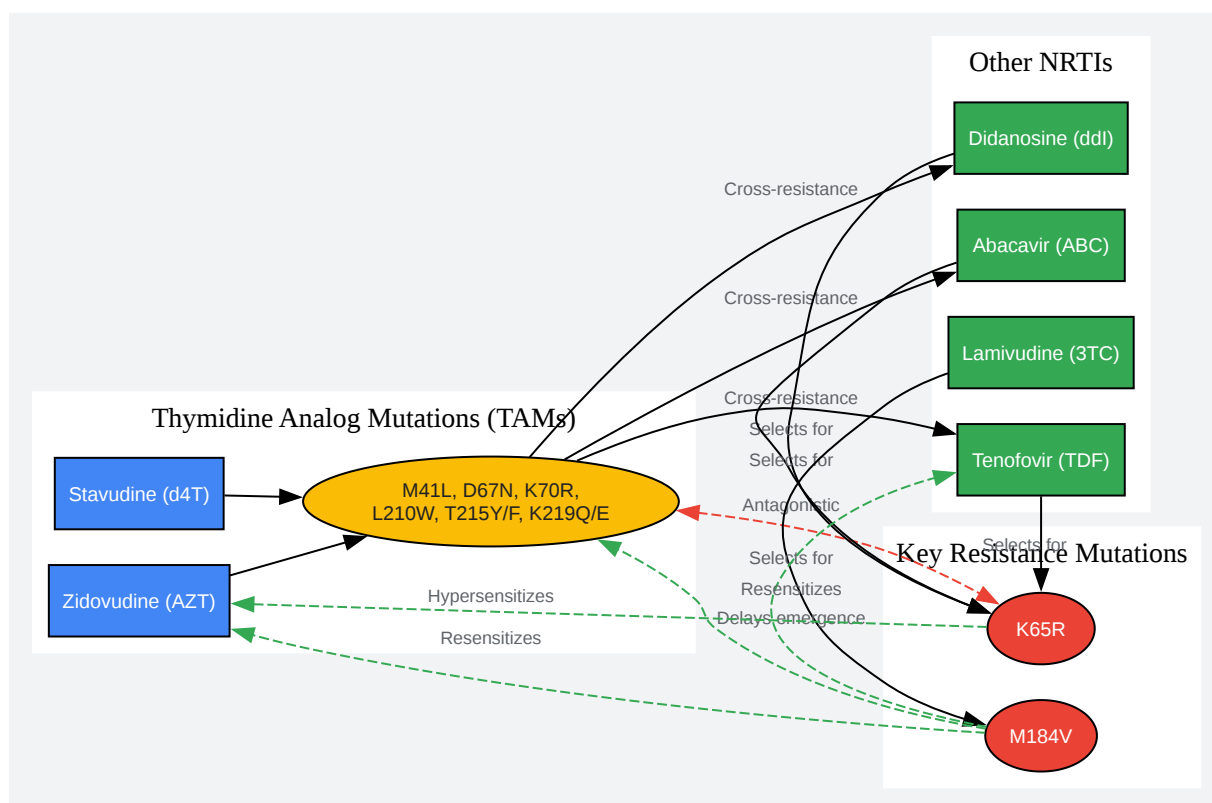 Other NRTIs
Didanosine (ddI)
Cross-resistance
Abacavir (ABC)
Cross-resistance
Lamivudine (3TC)
Cross-resistance
Thymidine Analog Mutations (TAMs)
Selects for
Selects for
Tenofovir (TDF)
Stavudine (d4T)
M41L, D67N, K70R,
L210W, T215Y/F, K219Q/E
Antagonistic
Selects for
Key Resistance Mutations
Selects for
Resensitizes
Hypersensitizes
Zidovudine (AZT)
Delays emergence
K65R
Resensitizes
M184V